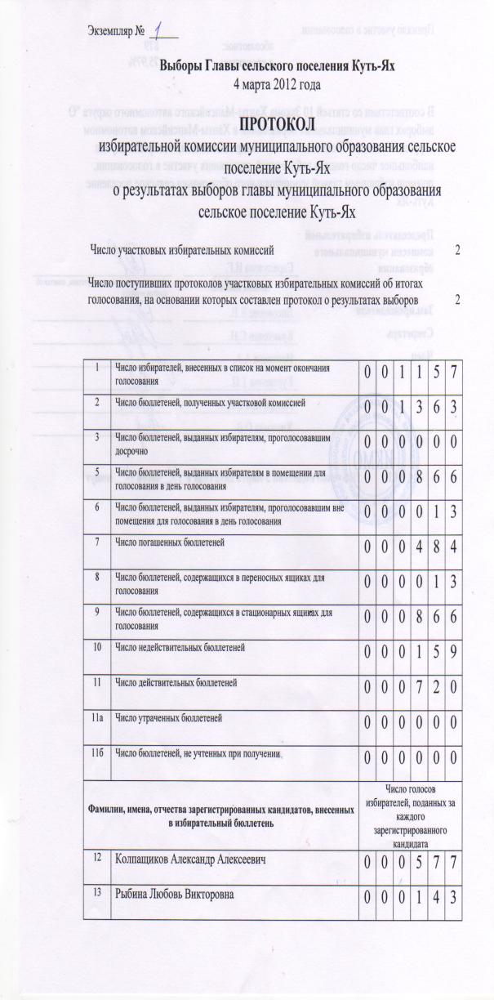 Экземпляр № 1
Выборы Главы сельского поселения Куть-Ях
4 марта 2012 года
ПРОТОКОЛ
избирательной комиссии муниципального образования сельское
поселение Куть-Ях
о результатах выборов главы муниципального образования
сельское поселение Куть-Ях
Число участковых избирательных комиссий 2
Число поступивших протоколов участковых избирательных комиссий об итогах
голосования, на основании которых составлен протокол о результатах выборов 2
1 Число избирателей, внесенных в список на момент окончания 0 0 1 1 5 7
голосования
2 Число бюллетеней, полученных участковой комиссией 0 0 1 3 6 3
3 Число бюллетеней, выданных избирателям, проголосовавшим 0 0 0 0 0 0
досрочно
5 Число бюллетеней, выданных избирателям в помещении для 0 0 0 8 6 6
голосования в день голосования
6 Число бюллетеней, выданных избирателям, проголосовавшим вне 0 0 0 0 1 3
помещения для голосования в день голосования
7 Число погашенных бюллетеней 0 0 0 4 8 4
8 Число бюллетеней, содержащихся в переносных ящиках для 0 0 0 0 1 3
голосования
9 Число бюллетеней, содержащихся в стационарных ящиках для 0 0 0 8 6 6
голосования
10 Число недействительных бюллетеней 0 0 0 1 5 9
11 Число действительных бюллетеней 0 0 0 7 2 0
11а Число утраченных бюллетеней 0 0 0 0 0 0
11б Число бюллетеней, не учтенных при получении 0 0 0 0 0 0
Фамилии, имена, отчества зарегистрированных кандидатов, внесенных
в избирательный бюллетень
Число голосов
избирателей, поданных за
каждого
зарегистрированного
кандидата
12 Колпащиков Александр Алексеевич 0 0 0 5 7 7
13 Рыбина Любовь Викторовна 0 0 0 1 4 3